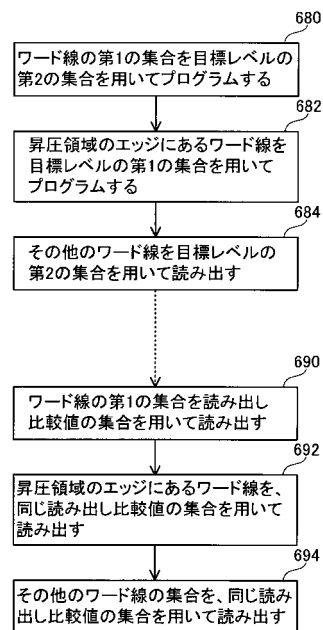 680
ワード線の第1の集合を目標レベルの
第2の集合を用いてプログラムする
682
昇圧領域のエッジにあるワード線を
目標レベルの第1の集合を用いて
プログラムする
684
その他のワード線を目標レベルの
第2の集合を用いて読み出す
690
ワード線の第1の集合を読み出し
比較値の集合を用いて読み出す
692
昇圧領域のエッジにあるワード線を、
同じ読み出し比較値の集合を用いて
読み出す
694
その他のワード線の集合を、同じ読み
出し比較値の集合を用いて読み出す